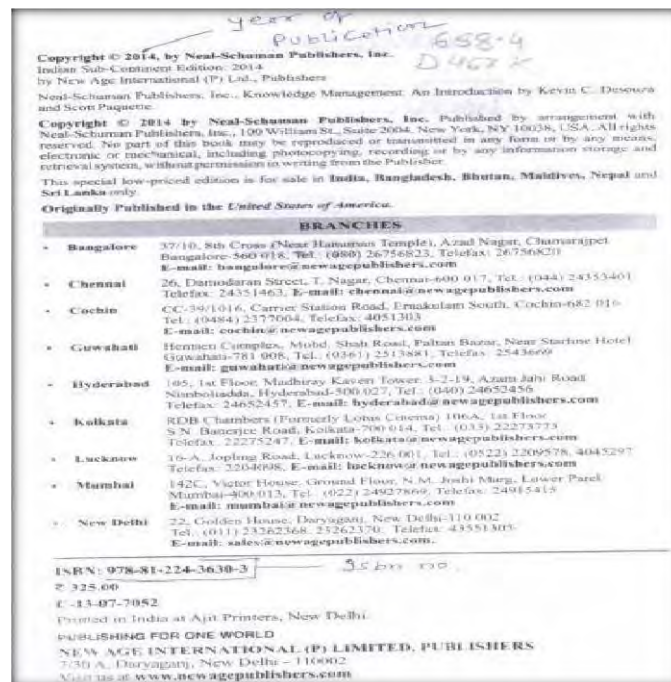 year of
Publication
658.4
D467K
Copyright © 2014, by Neal-Schuman Publishers, Inc.
Indian Sub-Continent Edition: 2014
by New Age International (P) Ltd., Publishers
Neal-Schuman Publishers, Inc., Knowledge Management: An Introduction by Kevin C. Desouza
and Scott Paquette.
Copyright © 2014 by Neal-Schuman Publishers, Inc. Published by arrangement with
Neal-Schuman Publishers, Inc., 100 William St., Suite 2004, New York, NY 10038, USA. All rights
reserved. No part of this book may be reproduced or transmitted in any form or by any means,
electronic or mechanical, including photocopying, recording or by any information storage and
retrieval system, without permission in writing from the Publisher.
This special low-priced edition is for sale in India, Bangladesh, Bhutan, Maldives, Nepal and
Sri Lanka only.
Originally Published in the United States of America.
BRANCHES
• Bangalore 37/10, 8th Cross (Near Hanuman Temple), Azad Nagar, Chamarajpet
Bangalore-560 018, Tel.: (080) 26756823, Telefax: 26756820
E-mail: bangalore@newagepublishers.com
• Chennai 26, Damodaran Street, T. Nagar, Chennai-600 017, Tel.: (044) 24353401
Telefax: 24351463, E-mail: chennai@newagepublishers.com
• Cochin CC-39/1016, Carrier Station Road, Ernakulam South, Cochin-682 016
Tel.: (0484) 2377004, Telefax: 4051303
E-mail: cochin@newagepublishers.com
• Guwahati Hemsen Complex, Mohd. Shah Road, Paltan Bazar, Near Starline Hotel
Guwahati-781 008, Tel.: (0361) 2513881, Telefax: 2543669
E-mail: guwahati@newagepublishers.com
• Hyderabad 105, 1st Floor, Madhiray Kaveri Tower, 3-2-19, Azam Jahi Road
Nimboliadda, Hyderabad-500 027, Tel.: (040) 24652456
Telefax: 24652457, E-mail: hyderabad@newagepublishers.com
• Kolkata RDB Chambers (Formerly Lotus Cinema) 106A, 1st Floor
S.N. Banerjee Road, Kolkata-700 014, Tel.: (033) 22273773
Telefax: 22275247, E-mail: kolkata@newagepublishers.com
• Lucknow 16-A, Jopling Road, Lucknow-226 001, Tel.: (0522) 2209578, 4045297
Telefax: 2204098, E-mail: lucknow@newagepublishers.com
• Mumbai 142C, Victor House, Ground Floor, N.M. Joshi Marg, Lower Parel
Mumbai-400 013, Tel.: (022) 24927869, Telefax: 24915415
E-mail: mumbai@newagepublishers.com
• New Delhi 22, Golden House, Daryaganj, New Delhi-110 002
Tel.: (011) 23262368, 23262370, Telefax: 43551305
E-mail: sales@newagepublishers.com
ISBN: 978-81-224-3630-3 Isbn no.
₹ 325.00
C-13-07-7052
Printed in India at Ajit Printers, New Delhi.
PUBLISHING FOR ONE WORLD
NEW AGE INTERNATIONAL (P) LIMITED, PUBLISHERS
7/30 A, Daryaganj, New Delhi - 110002
Visit us at www.newagepublishers.com